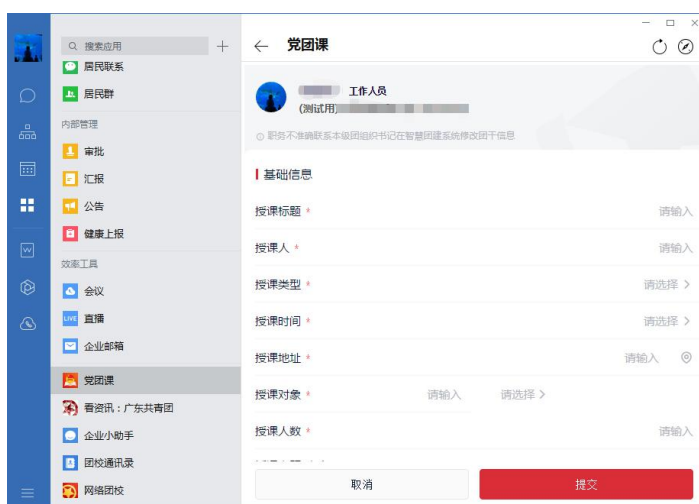 搜索应用
居民联系
居民群
内部管理
审批
汇报
公告
健康上报
效率工具
会议
LIVE 直播
企业邮箱
党团课
看资讯：广东共青团
企业小助手
团校通讯录
网络团校
党团课
工作人员
(测试用)
职务不准确联系本级团组织书记在智慧团建系统修改团干信息
基础信息
授课标题 * 请输入
授课人 * 请输入
授课类型 * 请选择 >
授课时间 * 请选择 >
授课地址 * 请输入
授课对象 * 请输入 请选择 >
授课人数 * 请输入
取消 提交